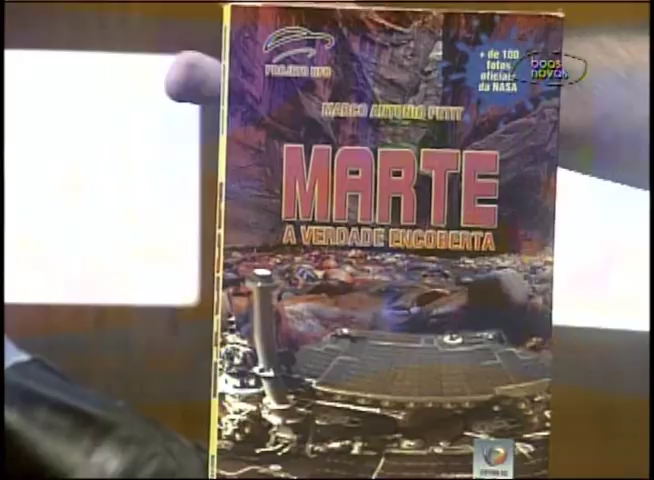 PROJETO UFO
+ de 100
fotos
oficiais
da NASA
boas
novas
MARCO ANTONIO PETIT
MARTE
A VERDADE ENCOBERTA